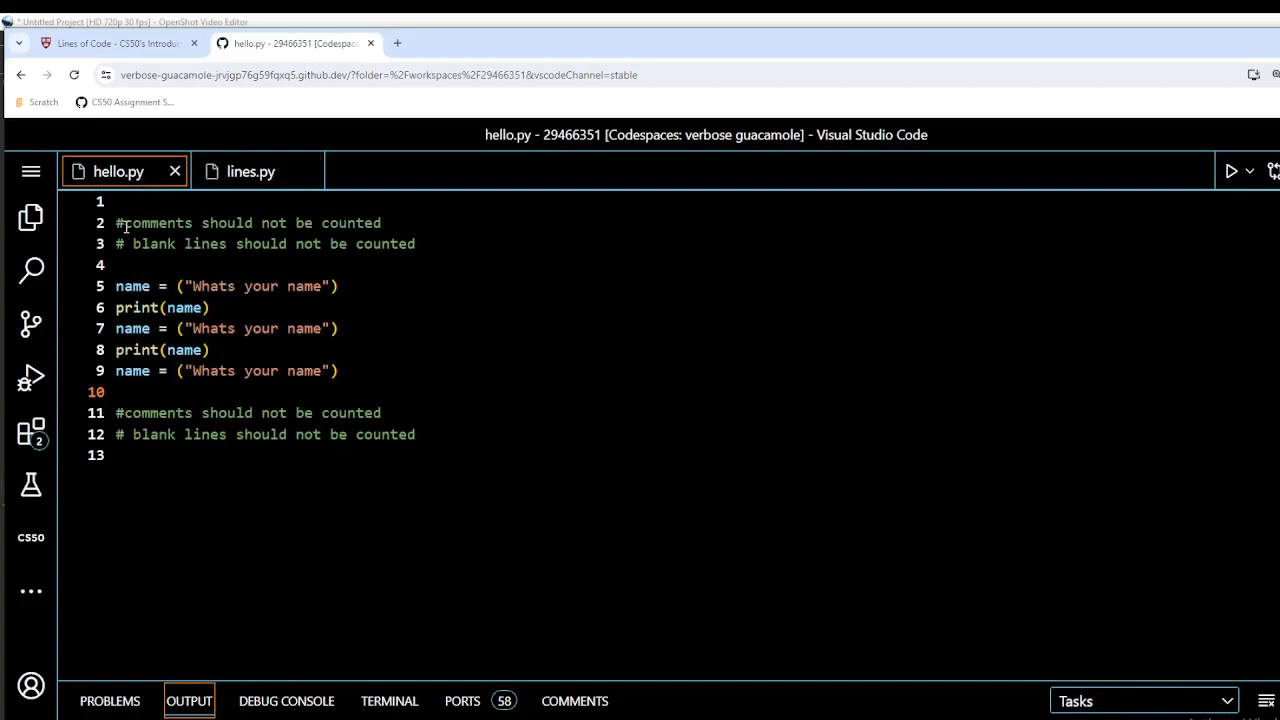 * Untitled Project [HD 720p 30 fps] - OpenShot Video Editor
Lines of Code - CS50's Introduc
hello.py - 29466351 [Codespac
verbose-guacamole-jrvjgp76g59fqxq5.github.dev/?folder=%2Fworkspaces%2F29466351&vscodeChannel=stable
Scratch
CS50 Assignment S...
hello.py - 29466351 [Codespaces: verbose guacamole] - Visual Studio Code
hello.py
lines.py
1
2 #comments should not be counted
3 # blank lines should not be counted
4
5 name = ("Whats your name")
6 print(name)
7 name = ("Whats your name")
8 print(name)
9 name = ("Whats your name")
10
11 #comments should not be counted
12 # blank lines should not be counted
13
2
CS50
PROBLEMS OUTPUT DEBUG CONSOLE TERMINAL PORTS 58 COMMENTS Tasks